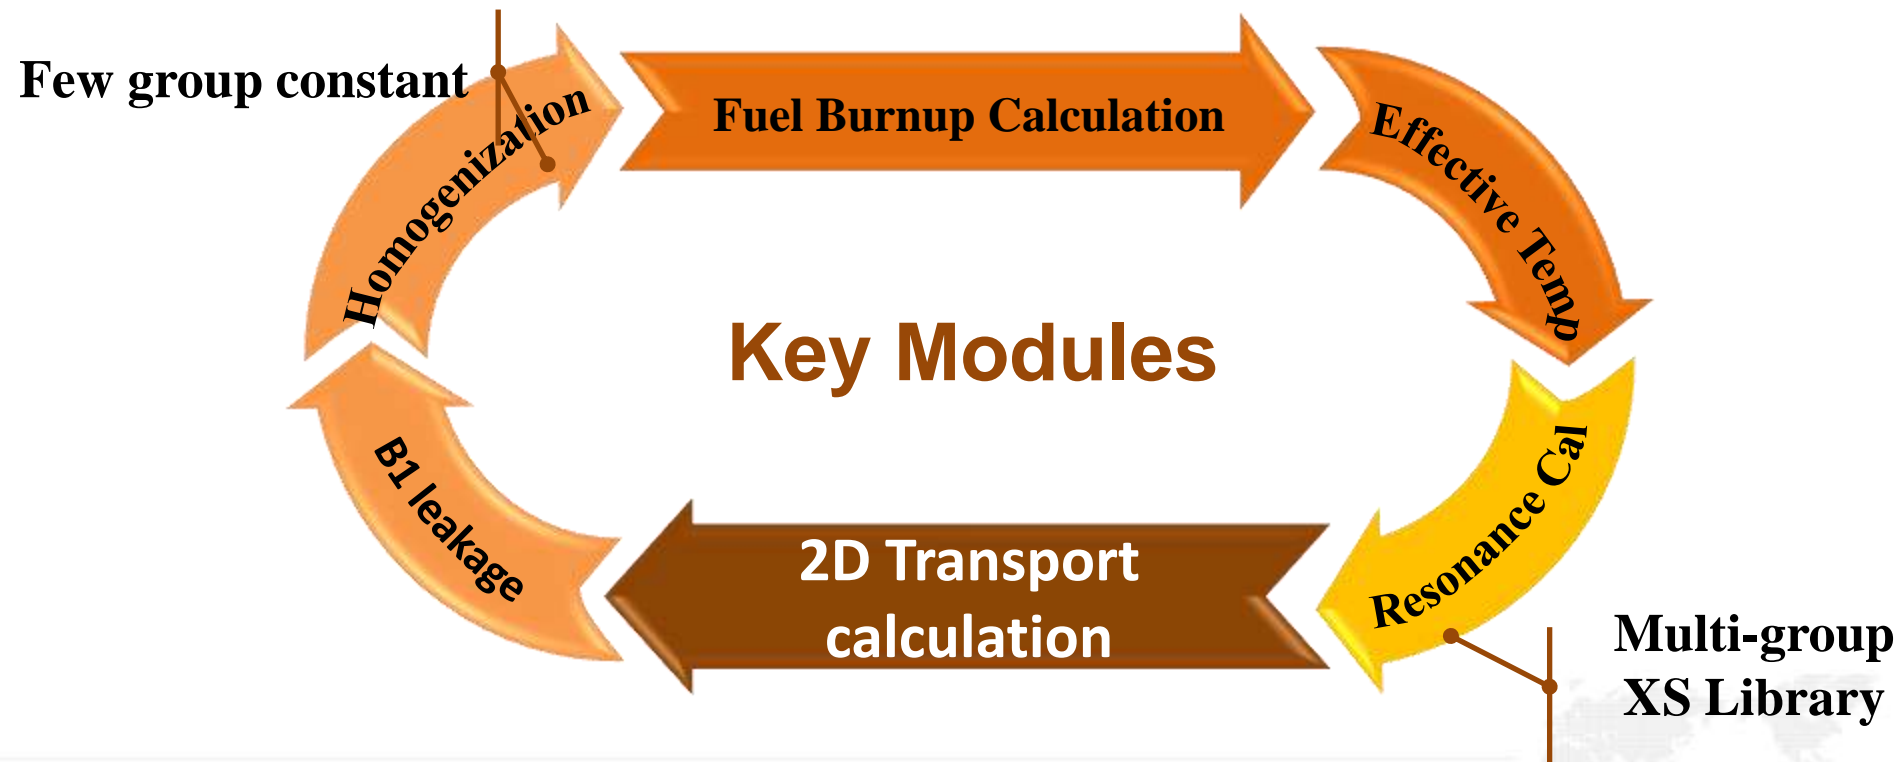 Few group constant
Homogenization
Fuel Burnup Calculation
Effective Temp
Key Modules
B1 leakage
2D Transport
calculation
Resonance Cal
Multi-group
XS Library